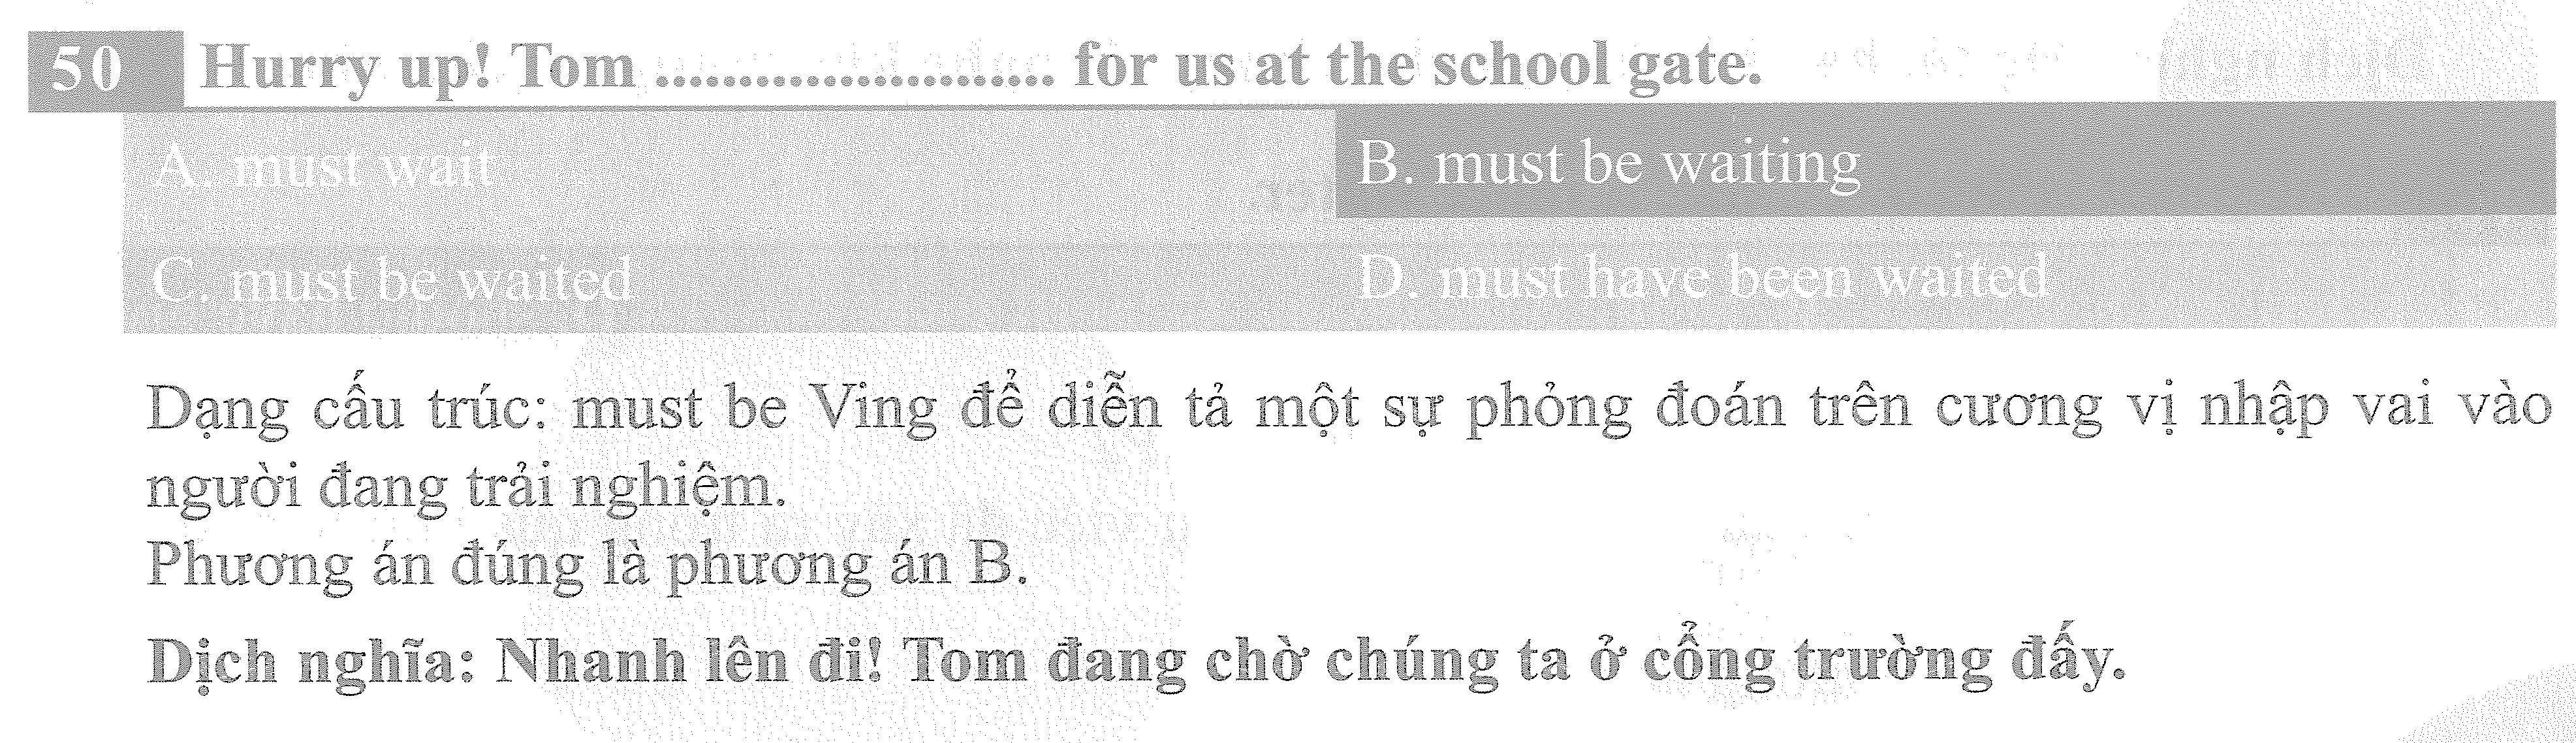 50 Hurry up! Tom ........................ for us at the school gate.
A. must wait B. must be waiting
C. must be waited D. must have been waited
Dạng cấu trúc: must be Ving để diễn tả một sự phỏng đoán trên cương vị nhập vai vào
người đang trải nghiệm.
Phương án đúng là phương án B.
Dịch nghĩa: Nhanh lên đi! Tom đang chờ chúng ta ở cổng trường đấy.